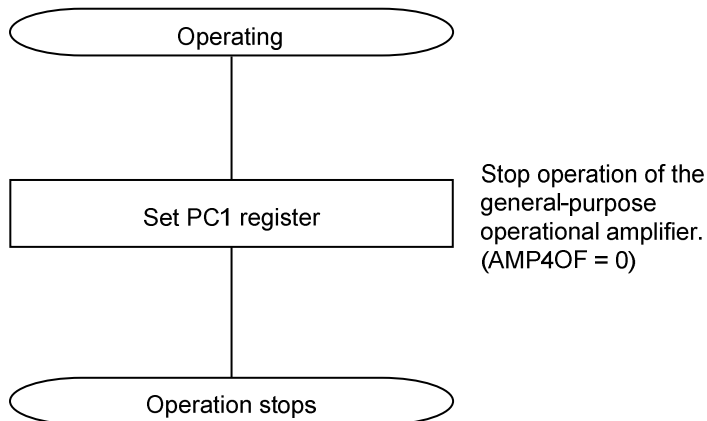 Operating
Set PC1 register
Stop operation of the
general-purpose
operational amplifier.
(AMP4OF = 0)
Operation stops